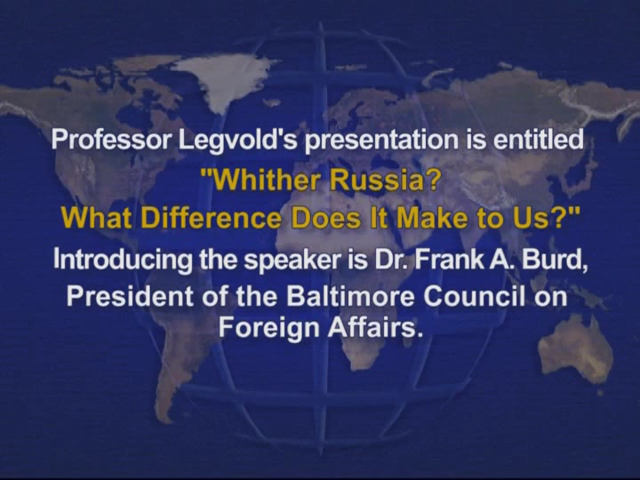 Professor Legvold's presentation is entitled
"Whither Russia?
What Difference Does It Make to Us?"
Introducing the speaker is Dr. Frank A. Burd,
President of the Baltimore Council on
Foreign Affairs.